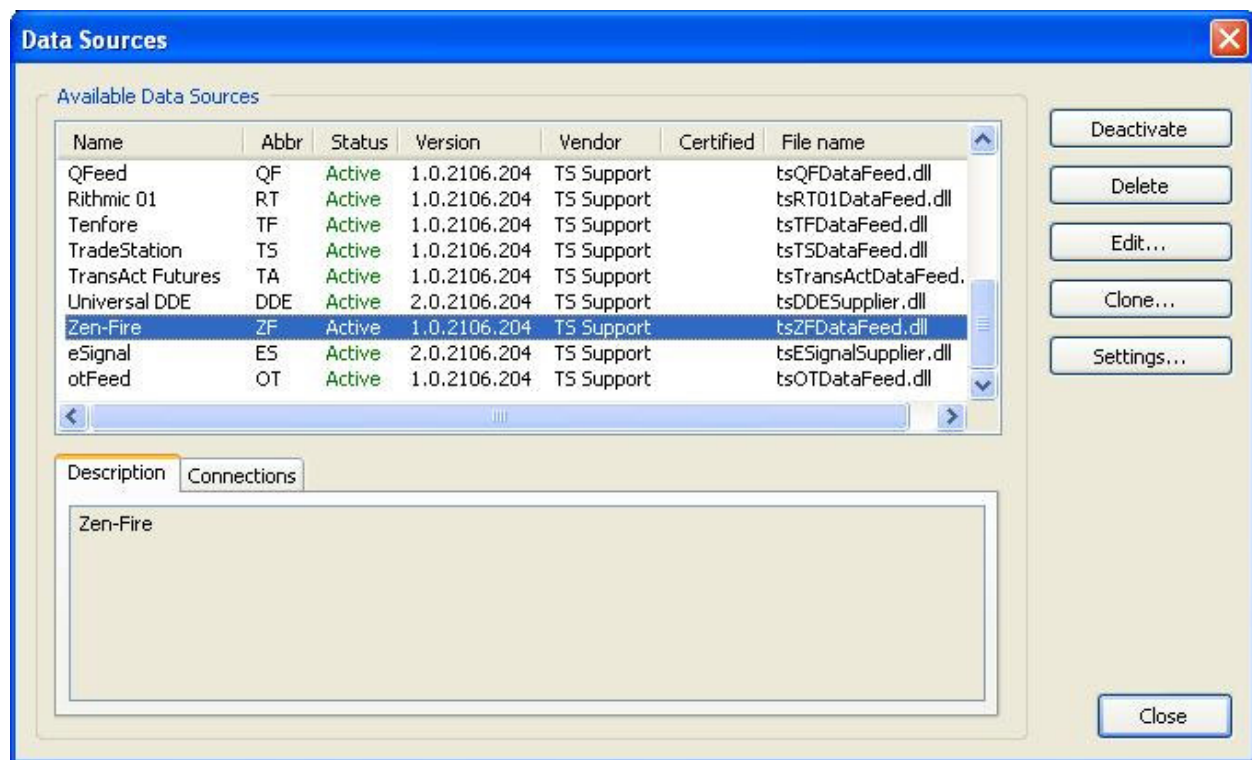 Data Sources
Available Data Sources
Name Abbr Status Version Vendor Certified File name
QFeed QF Active 1.0.2106.204 TS Support tsQFDataFeed.dll
Rithmic 01 RT Active 1.0.2106.204 TS Support tsRT01DataFeed.dll
Tenfore TF Active 1.0.2106.204 TS Support tsTFDataFeed.dll
TradeStation TS Active 1.0.2106.204 TS Support tsTSDataFeed.dll
TransAct Futures TA Active 1.0.2106.204 TS Support tsTransActDataFeed.
Universal DDE DDE Active 2.0.2106.204 TS Support tsDDESupplier.dll
Zen-Fire ZF Active 1.0.2106.204 TS Support tsZFDataFeed.dll
eSignal ES Active 2.0.2106.204 TS Support tsESignalSupplier.dll
otFeed OT Active 1.0.2106.204 TS Support tsOTDataFeed.dll
Deactivate
Delete
Edit...
Clone...
Settings...
Description Connections
Zen-Fire
Close